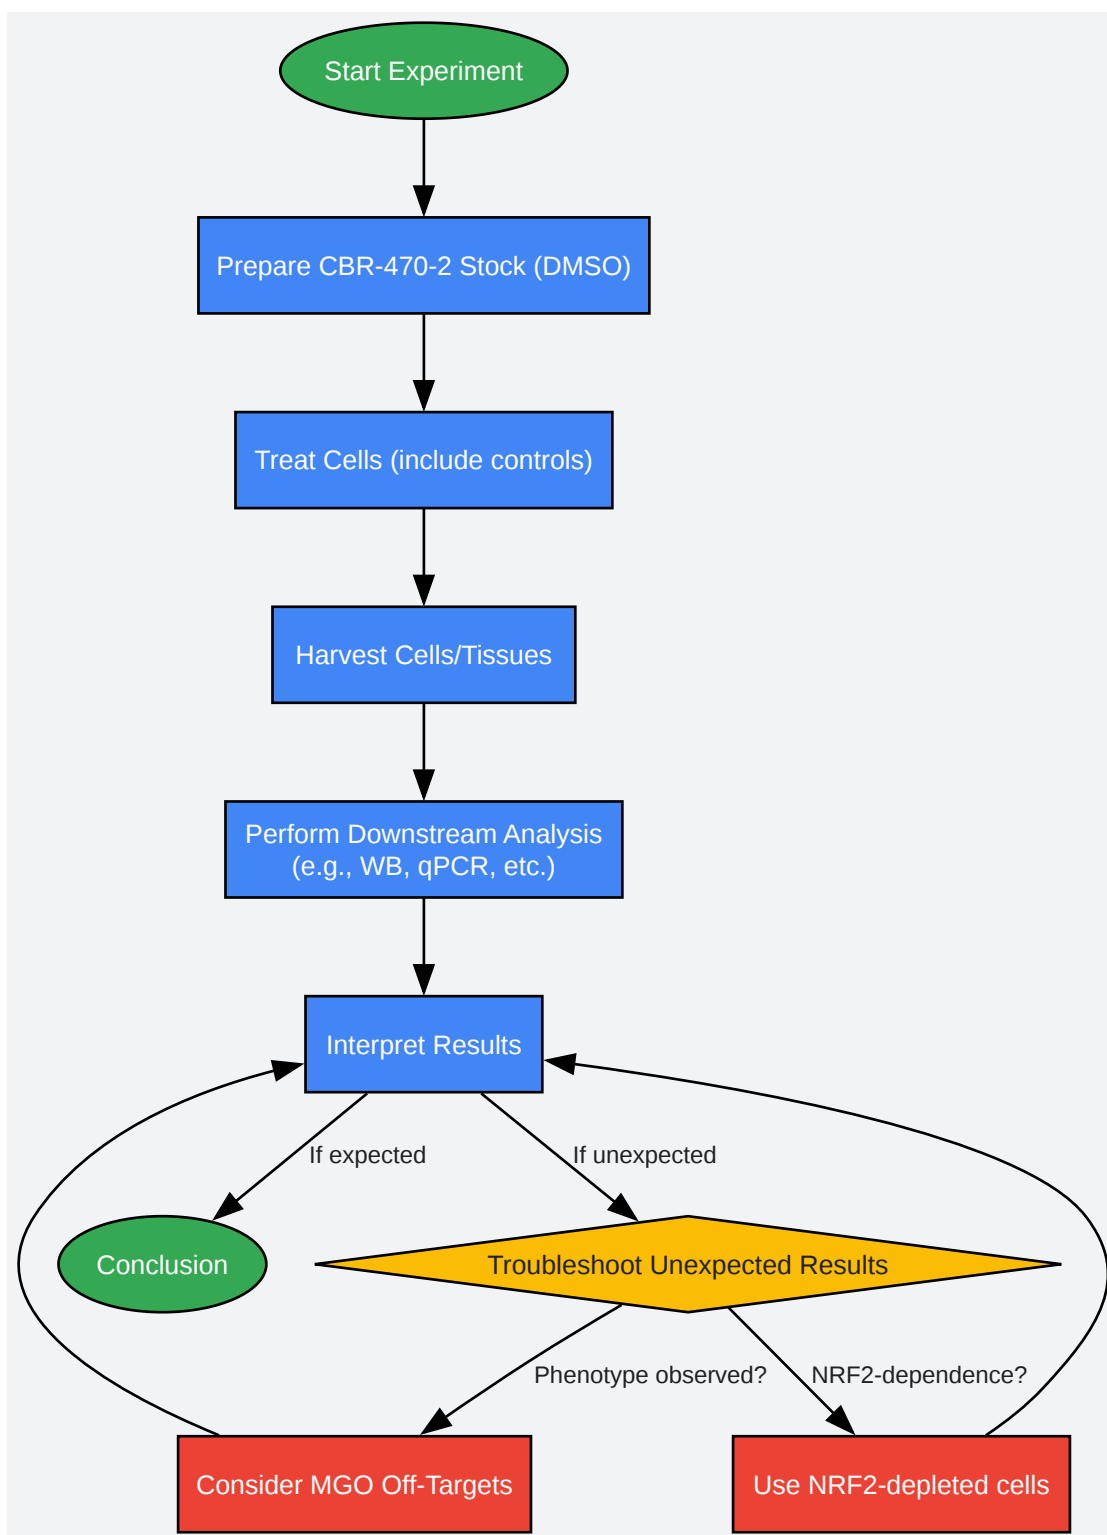 Start Experiment
Prepare CBR-470-2 Stock (DMSO)
Treat Cells (include controls)
Harvest Cells/Tissues
Perform Downstream Analysis
(e.g., WB, qPCR, etc.)
Interpret Results
If expected
If unexpected
Conclusion
Troubleshoot Unexpected Results
Phenotype observed?
NRF2-dependence?
Consider MGO Off-Targets
Use NRF2-depleted cells